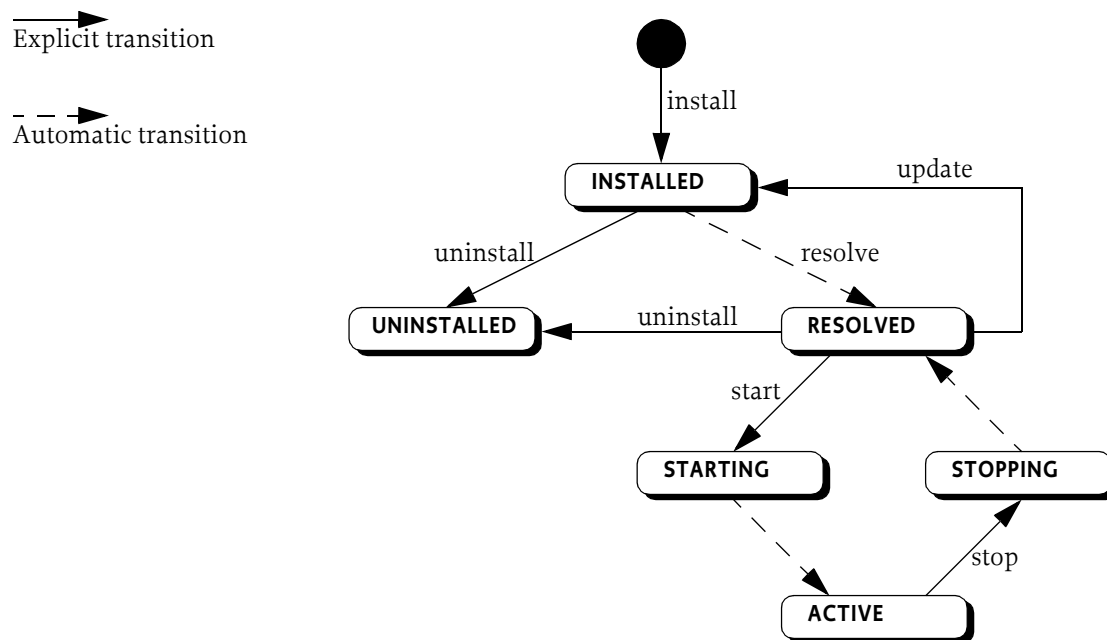 Explicit transition
install
Automatic transition
INSTALLED
update
uninstall
resolve
UNINSTALLED
uninstall
RESOLVED
start
STARTING
STOPPING
stop
ACTIVE